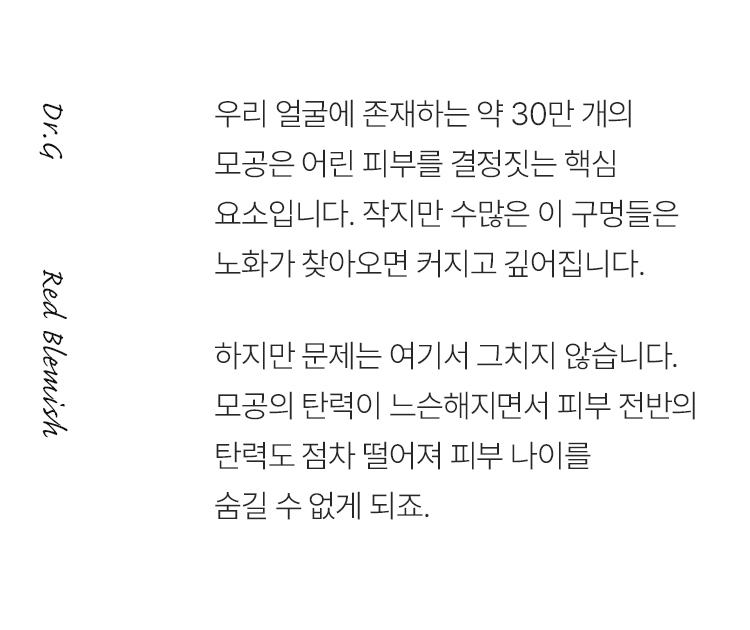 Dr.G
Red Blemish
우리 얼굴에 존재하는 약 30만 개의
모공은 어린 피부를 결정짓는 핵심
요소입니다. 작지만 수많은 이 구멍들은
노화가 찾아오면 커지고 깊어집니다.
하지만 문제는 여기서 그치지 않습니다.
모공의 탄력이 느슨해지면서 피부 전반의
탄력도 점차 떨어져 피부 나이를
숨길 수 없게 되죠.